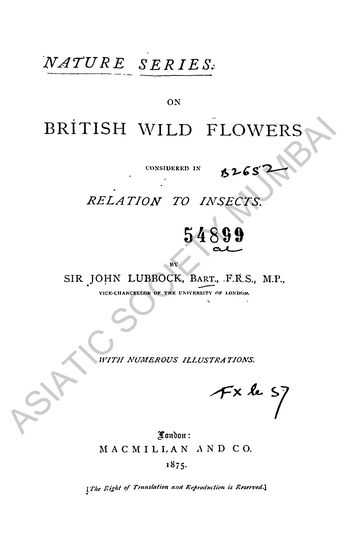 NATURE SERIES.
ON
BRITISH WILD FLOWERS
CONSIDERED IN
B2652
RELATION TO INSECTS.
54899
BY
SIR JOHN LUBBOCK, BART., F.R.S., M.P.,
VICE-CHANCELLOR OF THE UNIVERSITY OF LONDON.
WITH NUMEROUS ILLUSTRATIONS.
London:
MACMILLAN AND CO.
1875.
[The Right of Translation and Reproduction is Reserved.]
ASIATIC SOCIETY MUMBAI